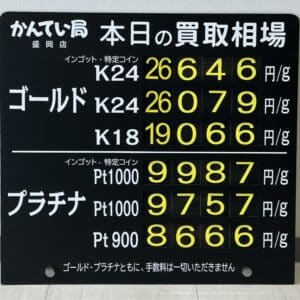 かんてい局 本日の買取相場
盛岡店
インゴット・特定コイン
K24 26646 円/g
ゴールド K24 26079 円/g
K18 19066 円/g
インゴット・特定コイン
Pt1000 9987 円/g
プラチナ Pt1000 9757 円/g
Pt900 8666 円/g
ゴールド・プラチナともに、手数料は一切いただきません